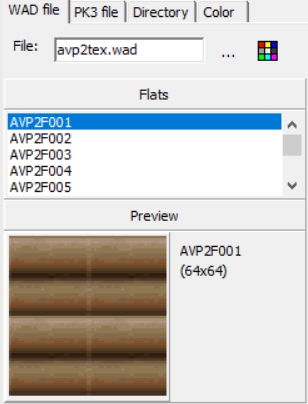 WAD file PK3 file Directory Color
File: avp2tex.wad ...
Flats
AVP2F001
AVP2F002
AVP2F003
AVP2F004
AVP2F005
Preview
AVP2F001
(64x64)